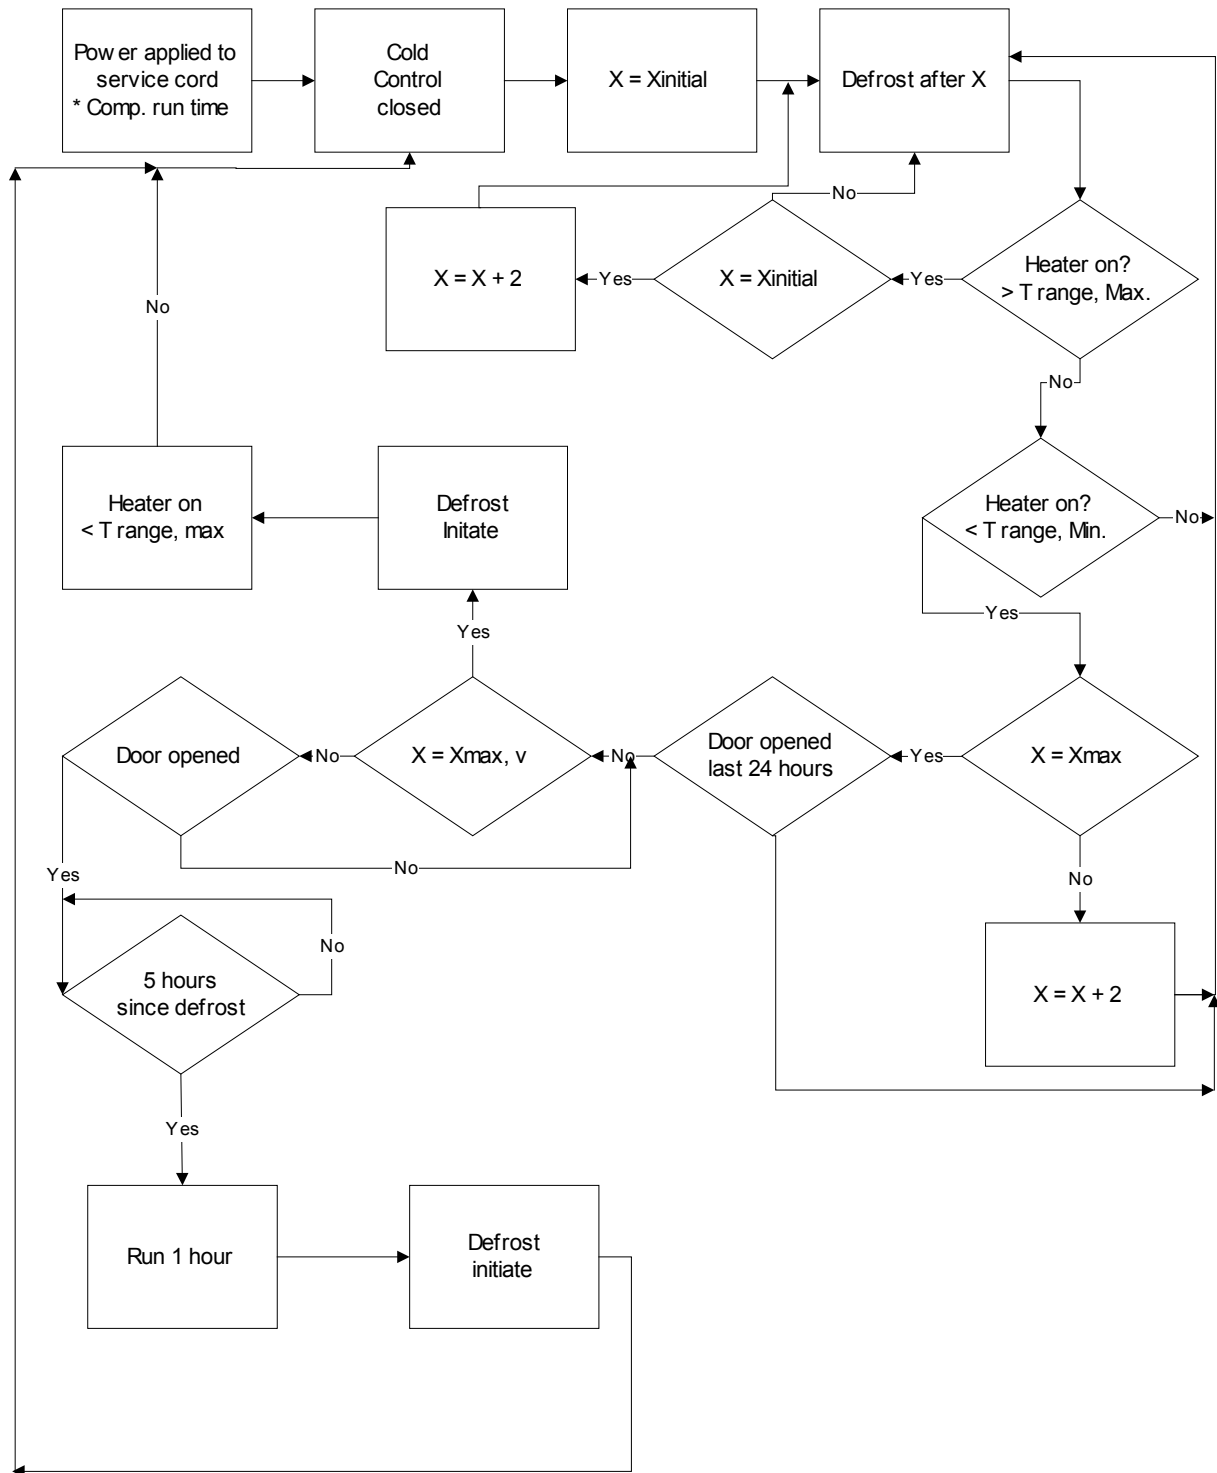 Power applied to
service cord
* Comp. run time
Cold
Control
closed
X = Xinitial
Defrost after X
No
X = X + 2
Yes
X = Xinitial
Yes
Heater on?
> T range, Max.
No
No
Heater on
< T range, max
Defrost
Initate
Heater on?
< T range, Min.
No
Yes
Yes
Door opened
No
X = Xmax, v
No
Door opened
last 24 hours
Yes
X = Xmax
Yes
No
No
No
5 hours
since defrost
X = X + 2
Yes
Run 1 hour
Defrost
initiate